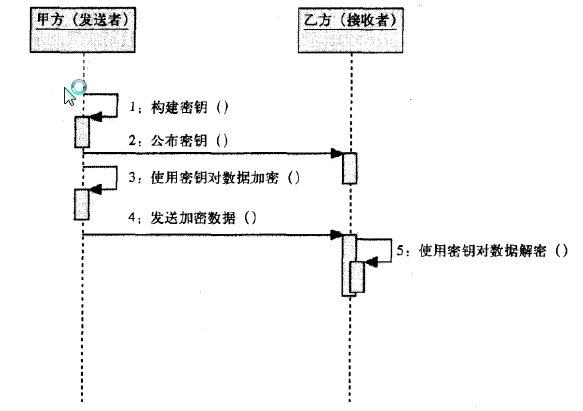 甲方（发送者）
乙方（接收者）
1：构建密钥（）
2：公布密钥（）
3：使用密钥对数据加密（）
4：发送加密数据（）
5：使用密钥对数据解密（）